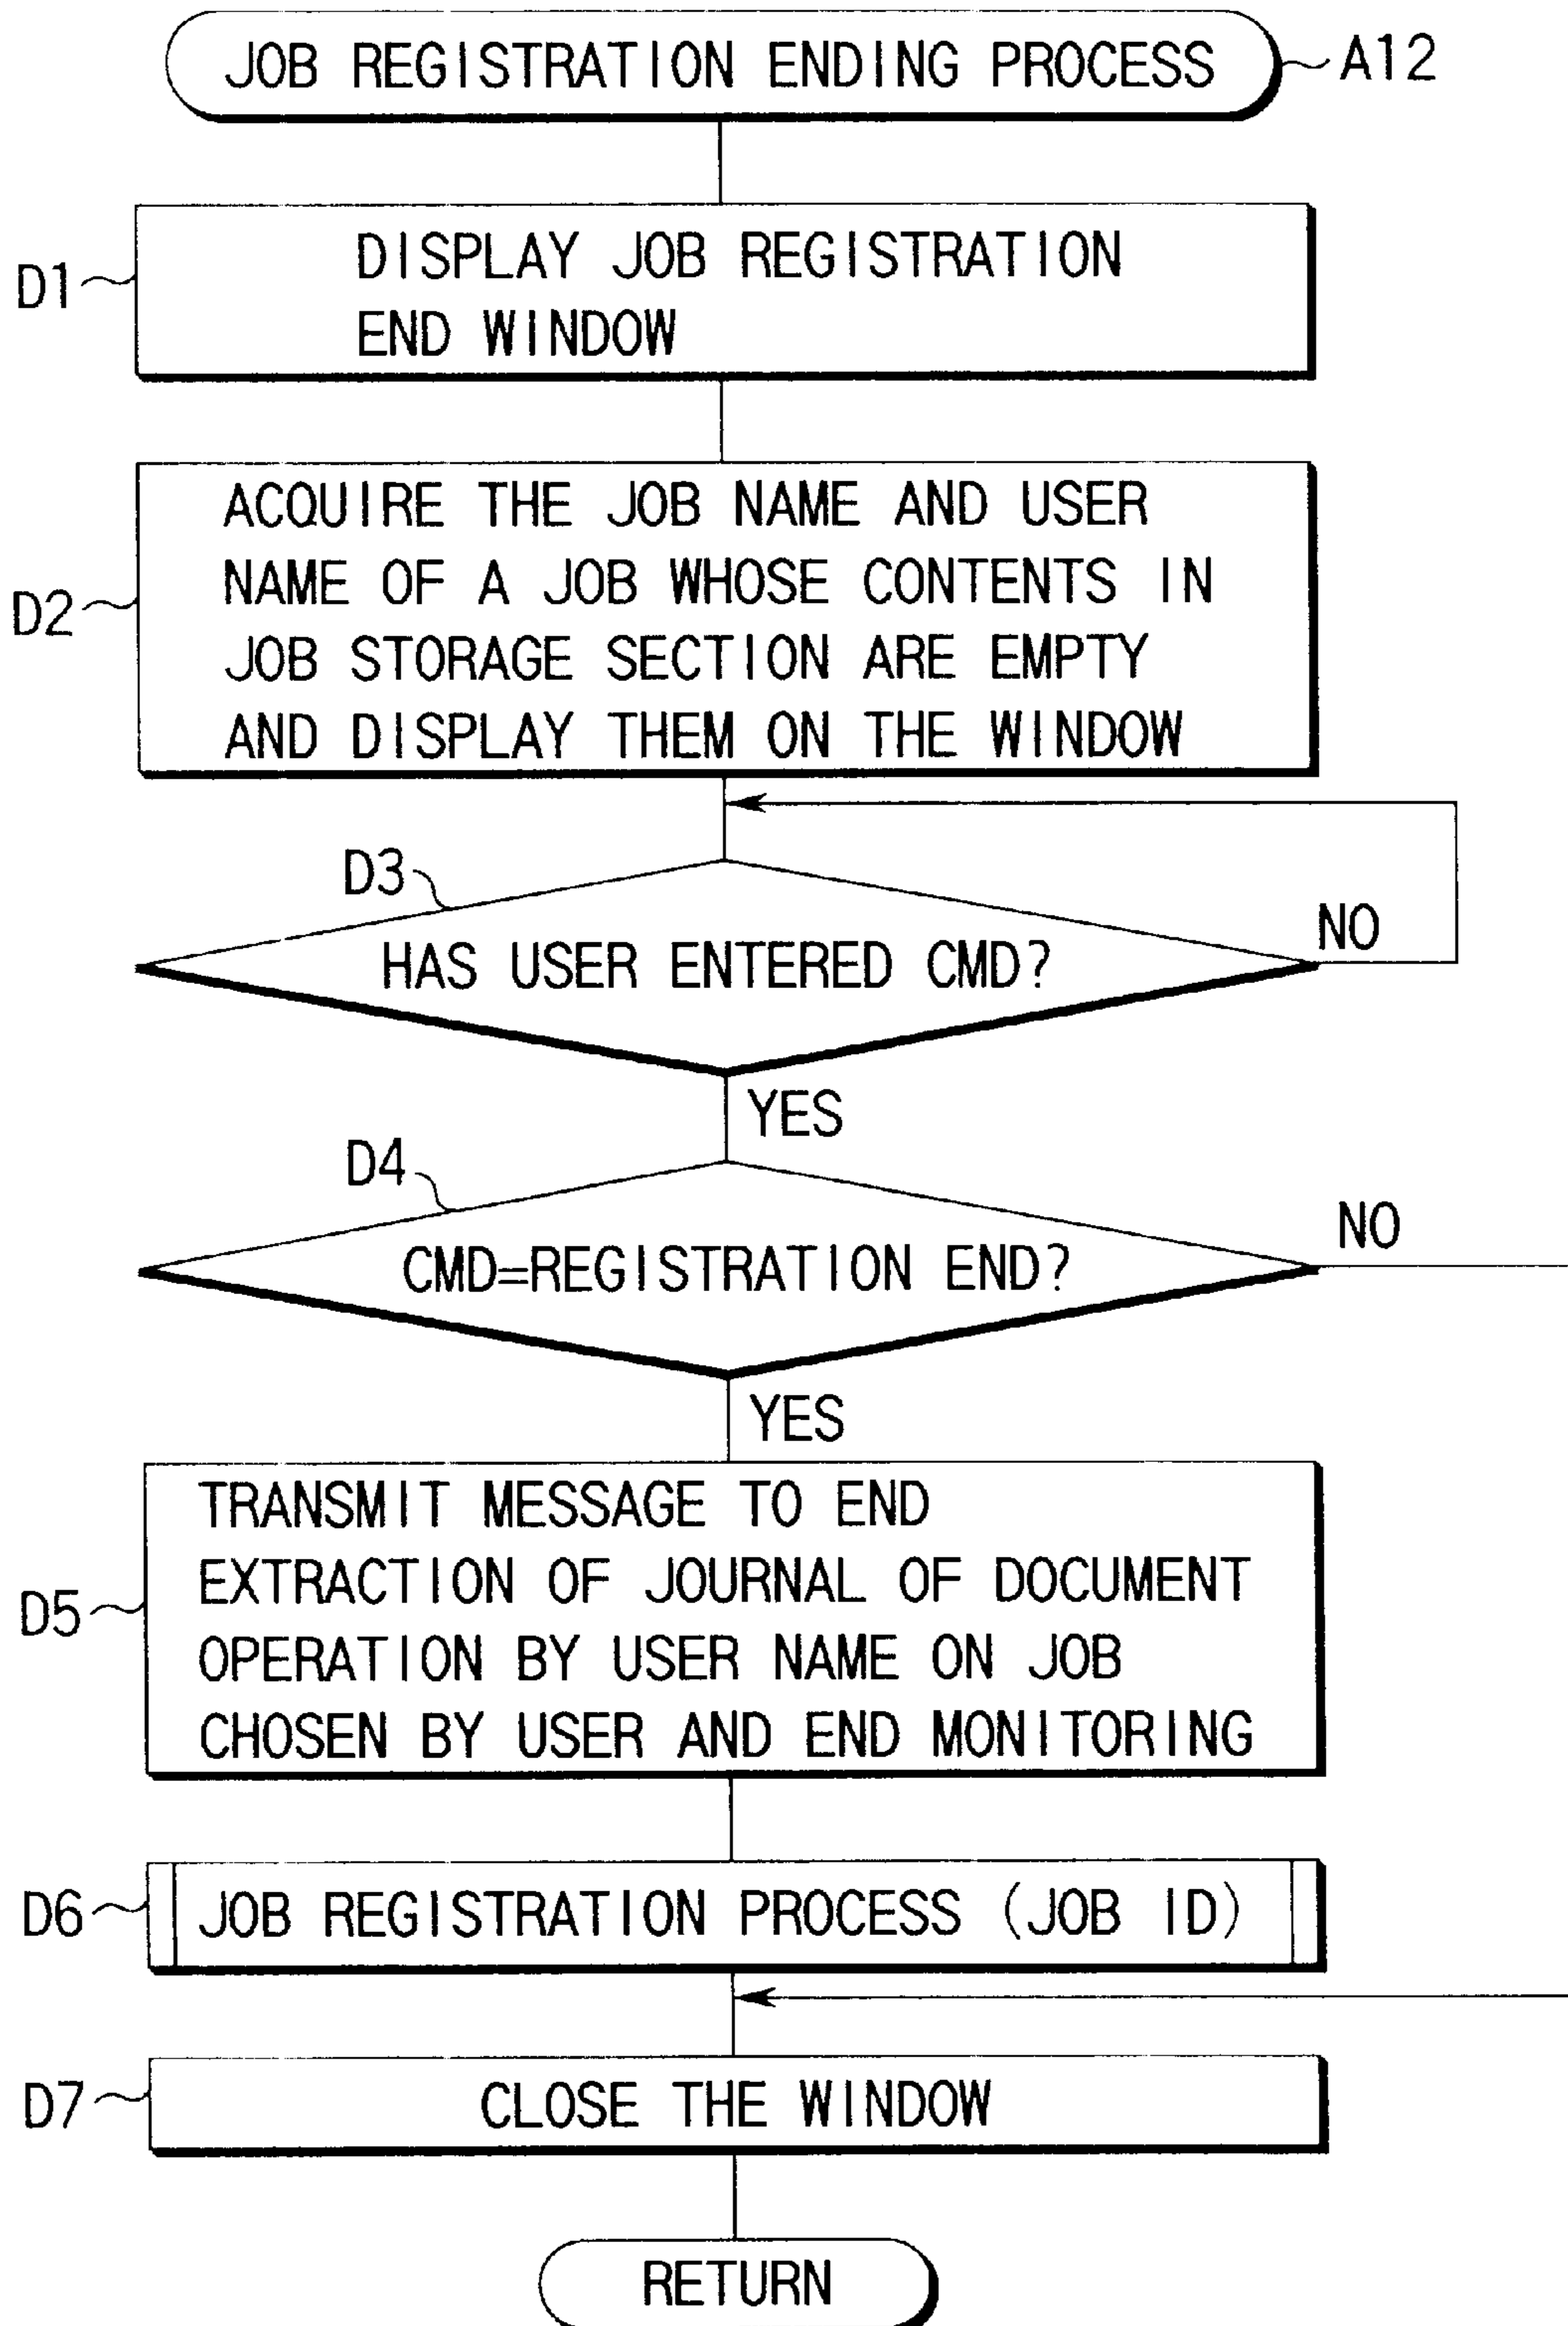 JOB REGISTRATION ENDING PROCESS
A12
D1
DISPLAY JOB REGISTRATION
END WINDOW
D2
ACQUIRE THE JOB NAME AND USER
NAME OF A JOB WHOSE CONTENTS IN
JOB STORAGE SECTION ARE EMPTY
AND DISPLAY THEM ON THE WINDOW
D3
HAS USER ENTERED CMD?
NO
YES
D4
CMD=REGISTRATION END?
NO
YES
D5
TRANSMIT MESSAGE TO END
EXTRACTION OF JOURNAL OF DOCUMENT
OPERATION BY USER NAME ON JOB
CHOSEN BY USER AND END MONITORING
D6
JOB REGISTRATION PROCESS (JOB ID)
D7
CLOSE THE WINDOW
RETURN